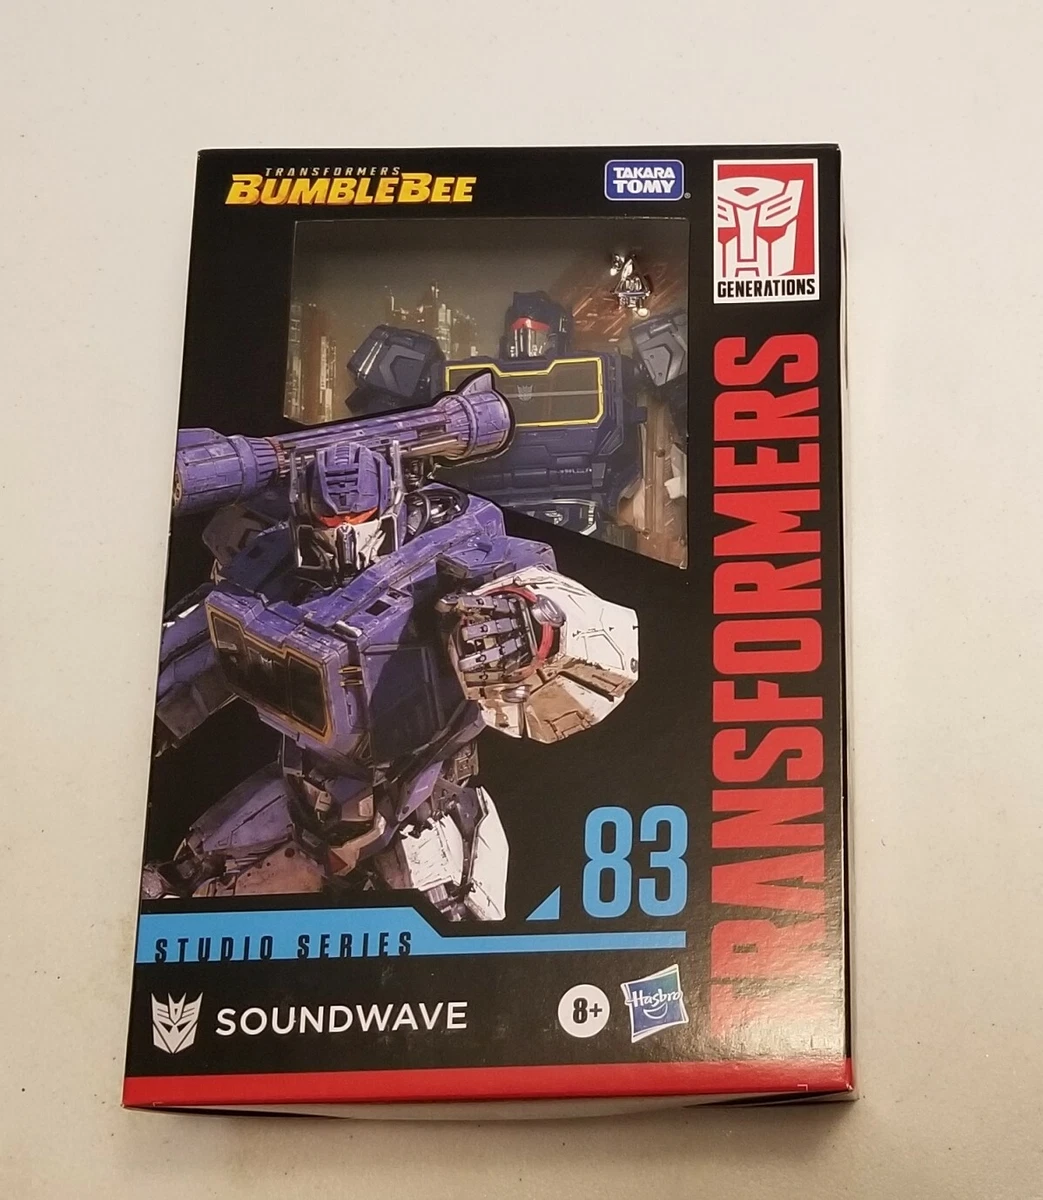 TRANSFORMERS
BUMBLEBEE
TAKARA
TOMY
GENERATIONS
TRANSFORMERS
83
STUDIO SERIES
SOUNDWAVE
8+
Hasbro